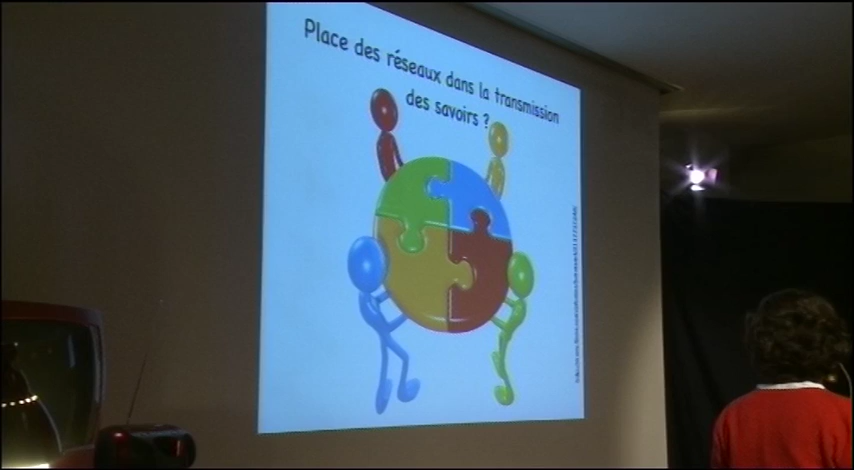 Place des réseaux dans la transmission
des savoirs ?